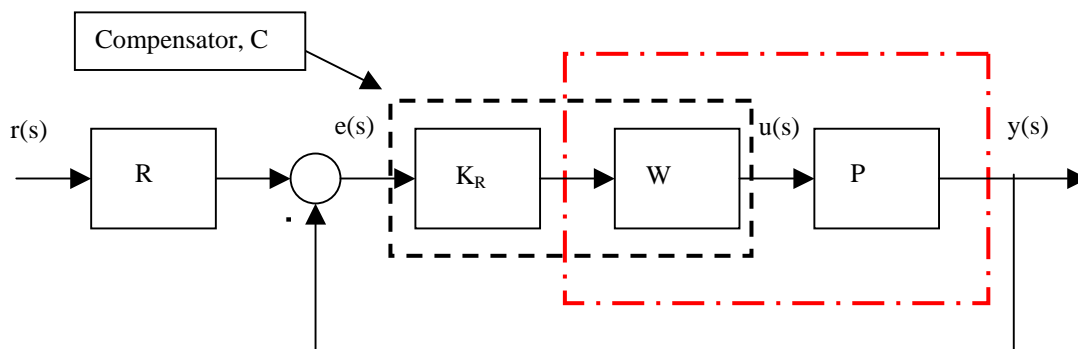 Compensator, C
r(s)
R
e(s)
K_R
W
u(s)
P
y(s)